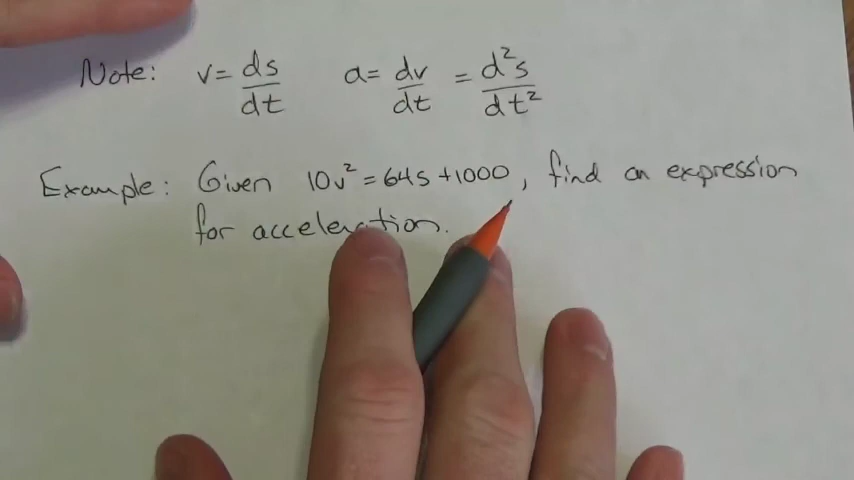 Note: v = ds/dt a = dv/dt = d²s/dt²
Example: Given 10v² = 64s + 1000, find an expression
for acceleration.